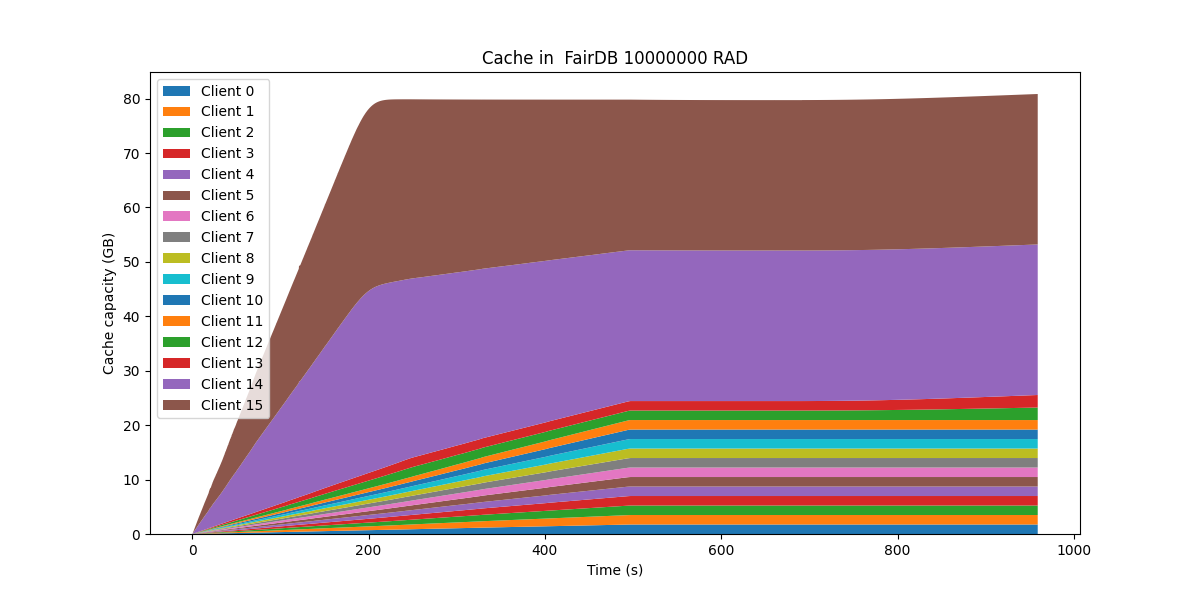 Cache in  FairDB 10000000 RAD
Cache capacity (GB)
80
70
60
50
40
30
20
10
0
Client 0
Client 1
Client 2
Client 3
Client 4
Client 5
Client 6
Client 7
Client 8
Client 9
Client 10
Client 11
Client 12
Client 13
Client 14
Client 15
0
200
400
600
800
1000
Time (s)